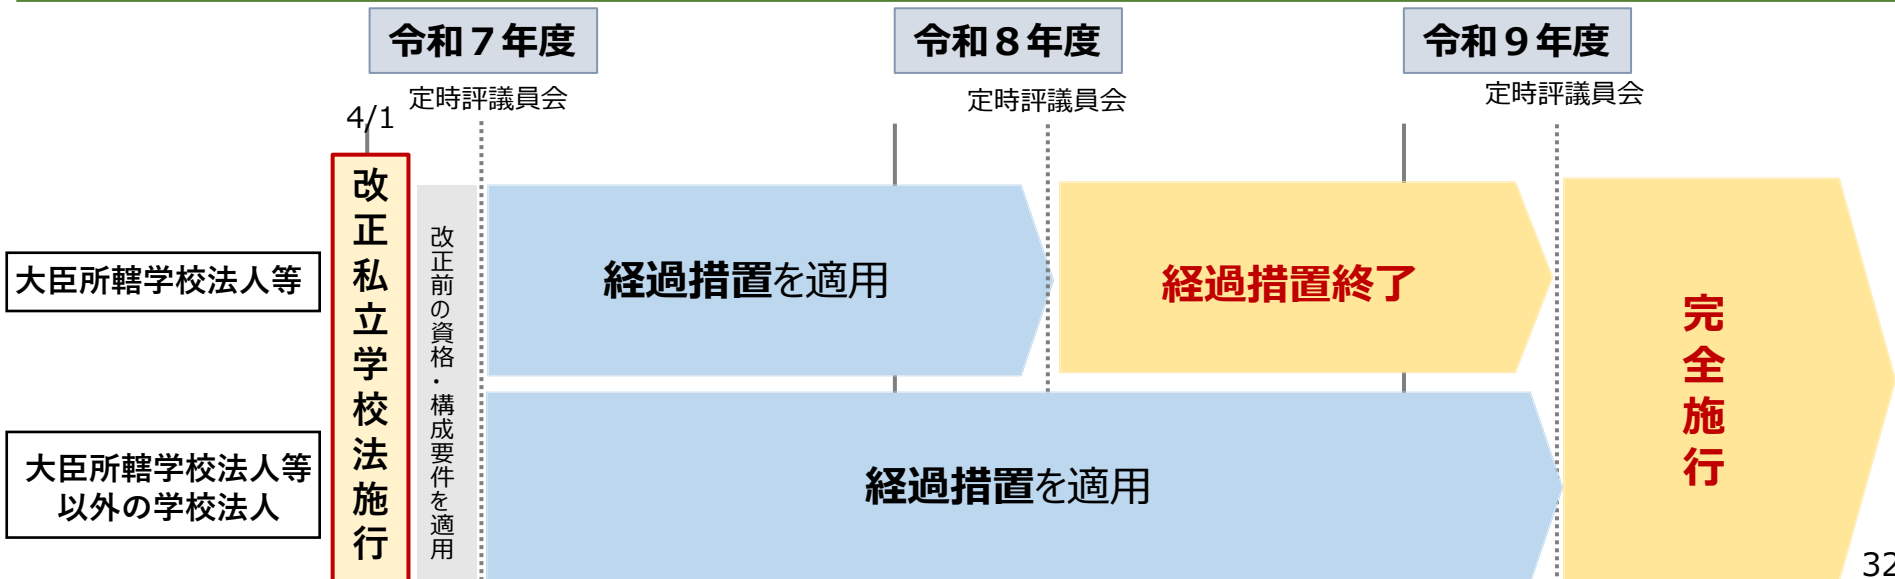 令和７年度
令和８年度
令和９年度
定時評議員会
定時評議員会
定時評議員会
4/1
改正私立学校法施行
改正前の資格・構成要件を適用
大臣所轄学校法人等
経過措置を適用
経過措置終了
完全施行
大臣所轄学校法人等
以外の学校法人
経過措置を適用
32